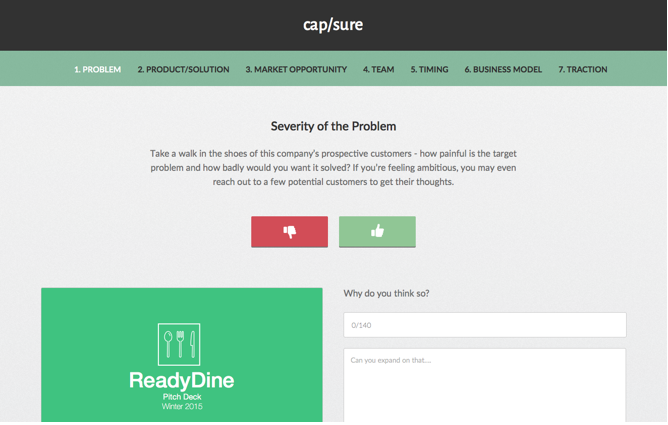 cap/sure
1. PROBLEM 2. PRODUCT/SOLUTION 3. MARKET OPPORTUNITY 4. TEAM 5. TIMING 6. BUSINESS MODEL 7. TRACTION
Severity of the Problem
Take a walk in the shoes of this company's prospective customers - how painful is the target
problem and how badly would you want it solved? If you're feeling ambitious, you may even
reach out to a few potential customers to get their thoughts.
ReadyDine
Pitch Deck
Winter 2015
Why do you think so?
0/140
Can you expand on that....